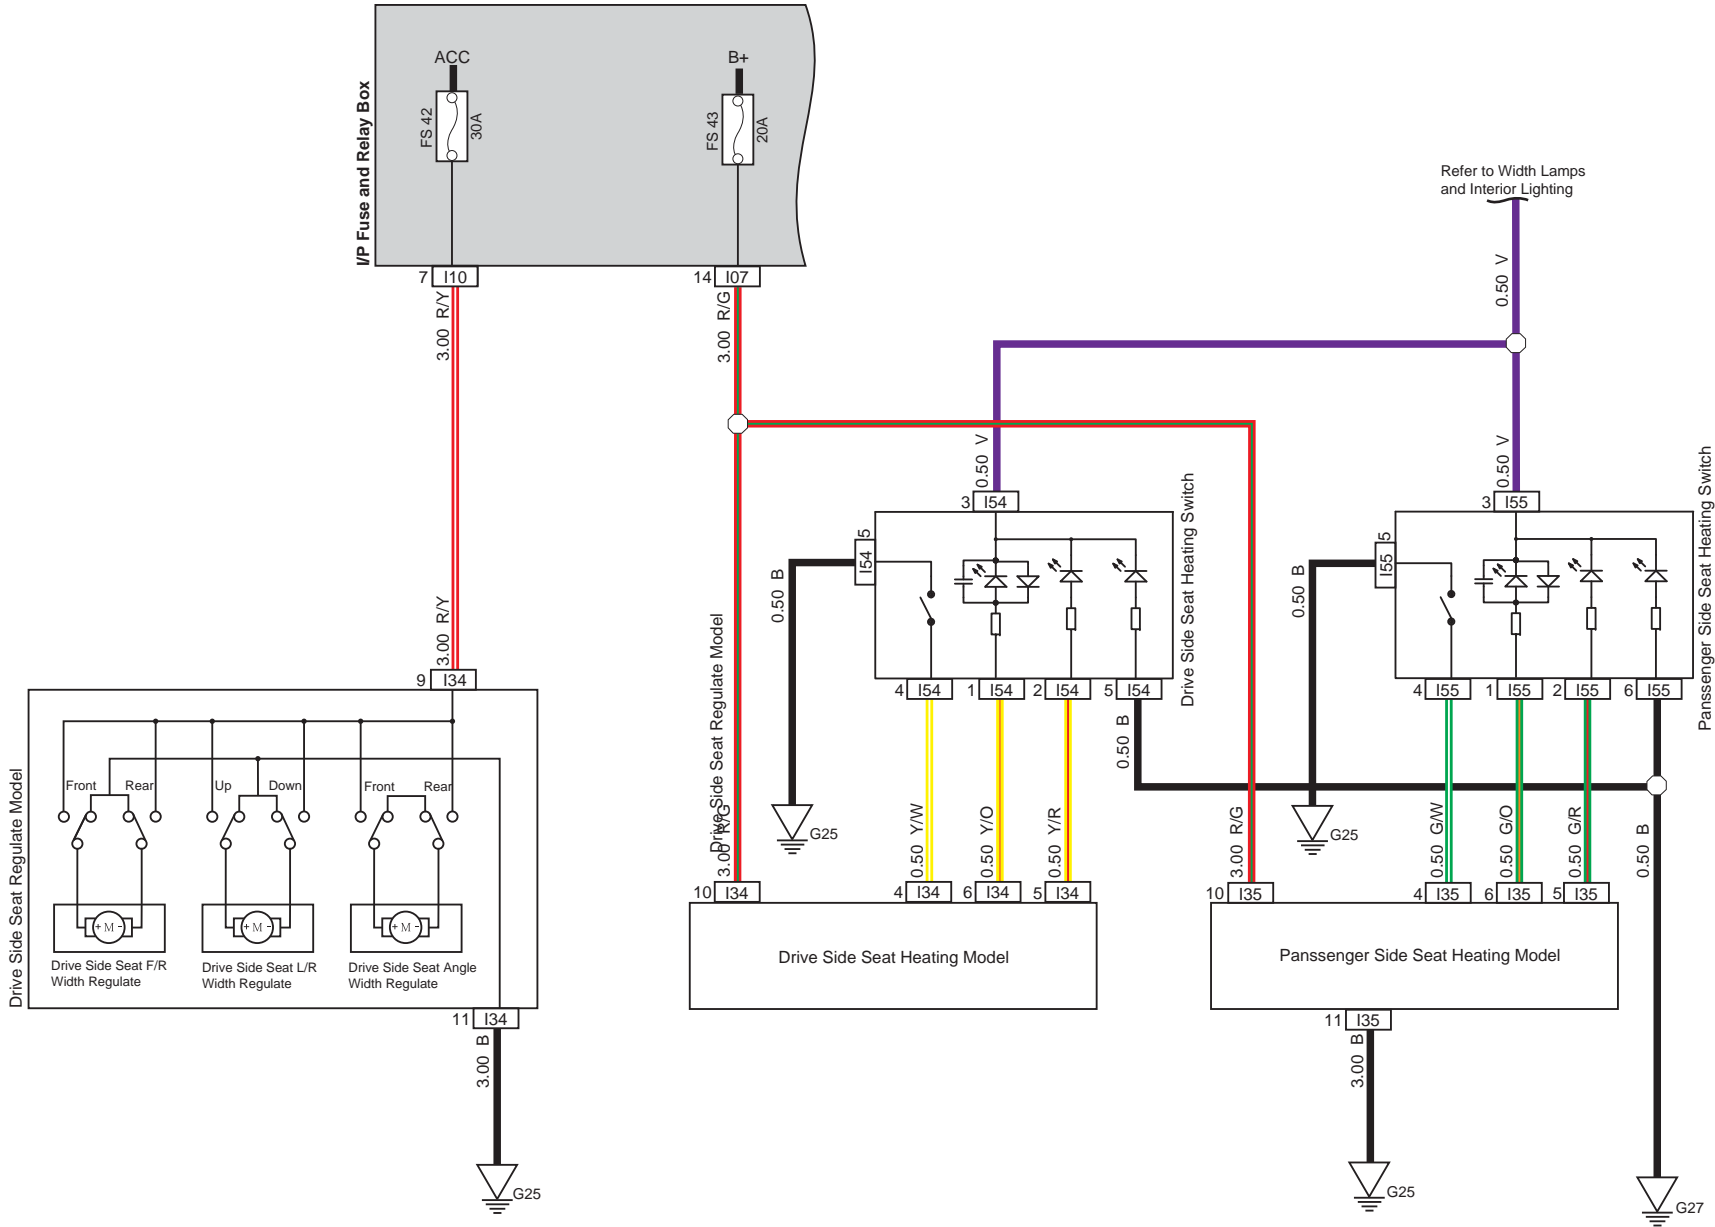 ACC
B+
FS 42
30A
FS 43
20A
I/P Fuse and Relay Box
7 I10
14 I07
3.00 R/Y
3.00 R/G
Refer to Width Lamps
and Interior Lighting
0.50 V
0.50 V
0.50 V
3 I54
3 I55
I54 5
I55 5
0.50 B
0.50 B
Drive Side Seat Heating Switch
Panssenger Side Seat Heating Switch
3.00 R/Y
9 I34
Drive Side Seat Regulate Model
4 I54
1 I54
2 I54
5 I54
4 I55
1 I55
2 I55
6 I55
0.50 B
Front
Rear
Up
Down
Front
Rear
Drive Side Seat Regulate Model
G25
G25
3.00 R/G
0.50 Y/W
0.50 Y/O
0.50 Y/R
3.00 R/G
0.50 G/W
0.50 G/O
0.50 G/R
0.50 B
10 I34
4 I34
6 I34
5 I34
10 I35
4 I35
6 I35
5 I35
+ M -
+ M -
+ M -
Drive Side Seat F/R
Width Regulate
Drive Side Seat L/R
Width Regulate
Drive Side Seat Angle
Width Regulate
Drive Side Seat Heating Model
Panssenger Side Seat Heating Model
11 I34
11 I35
3.00 B
3.00 B
G25
G25
G27